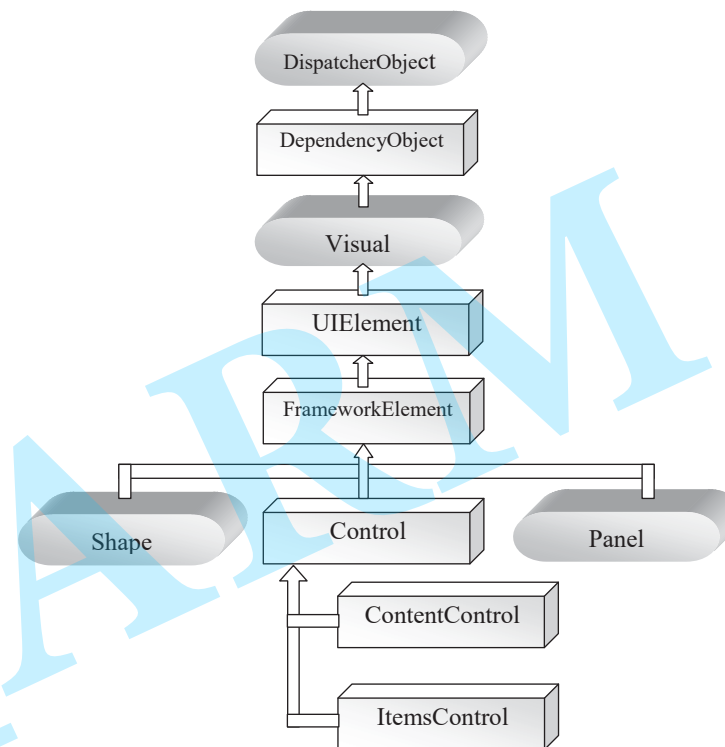 DispatcherObject
DependencyObject
Visual
UIElement
FrameworkElement
Shape
Control
Panel
ContentControl
ItemsControl
ARM